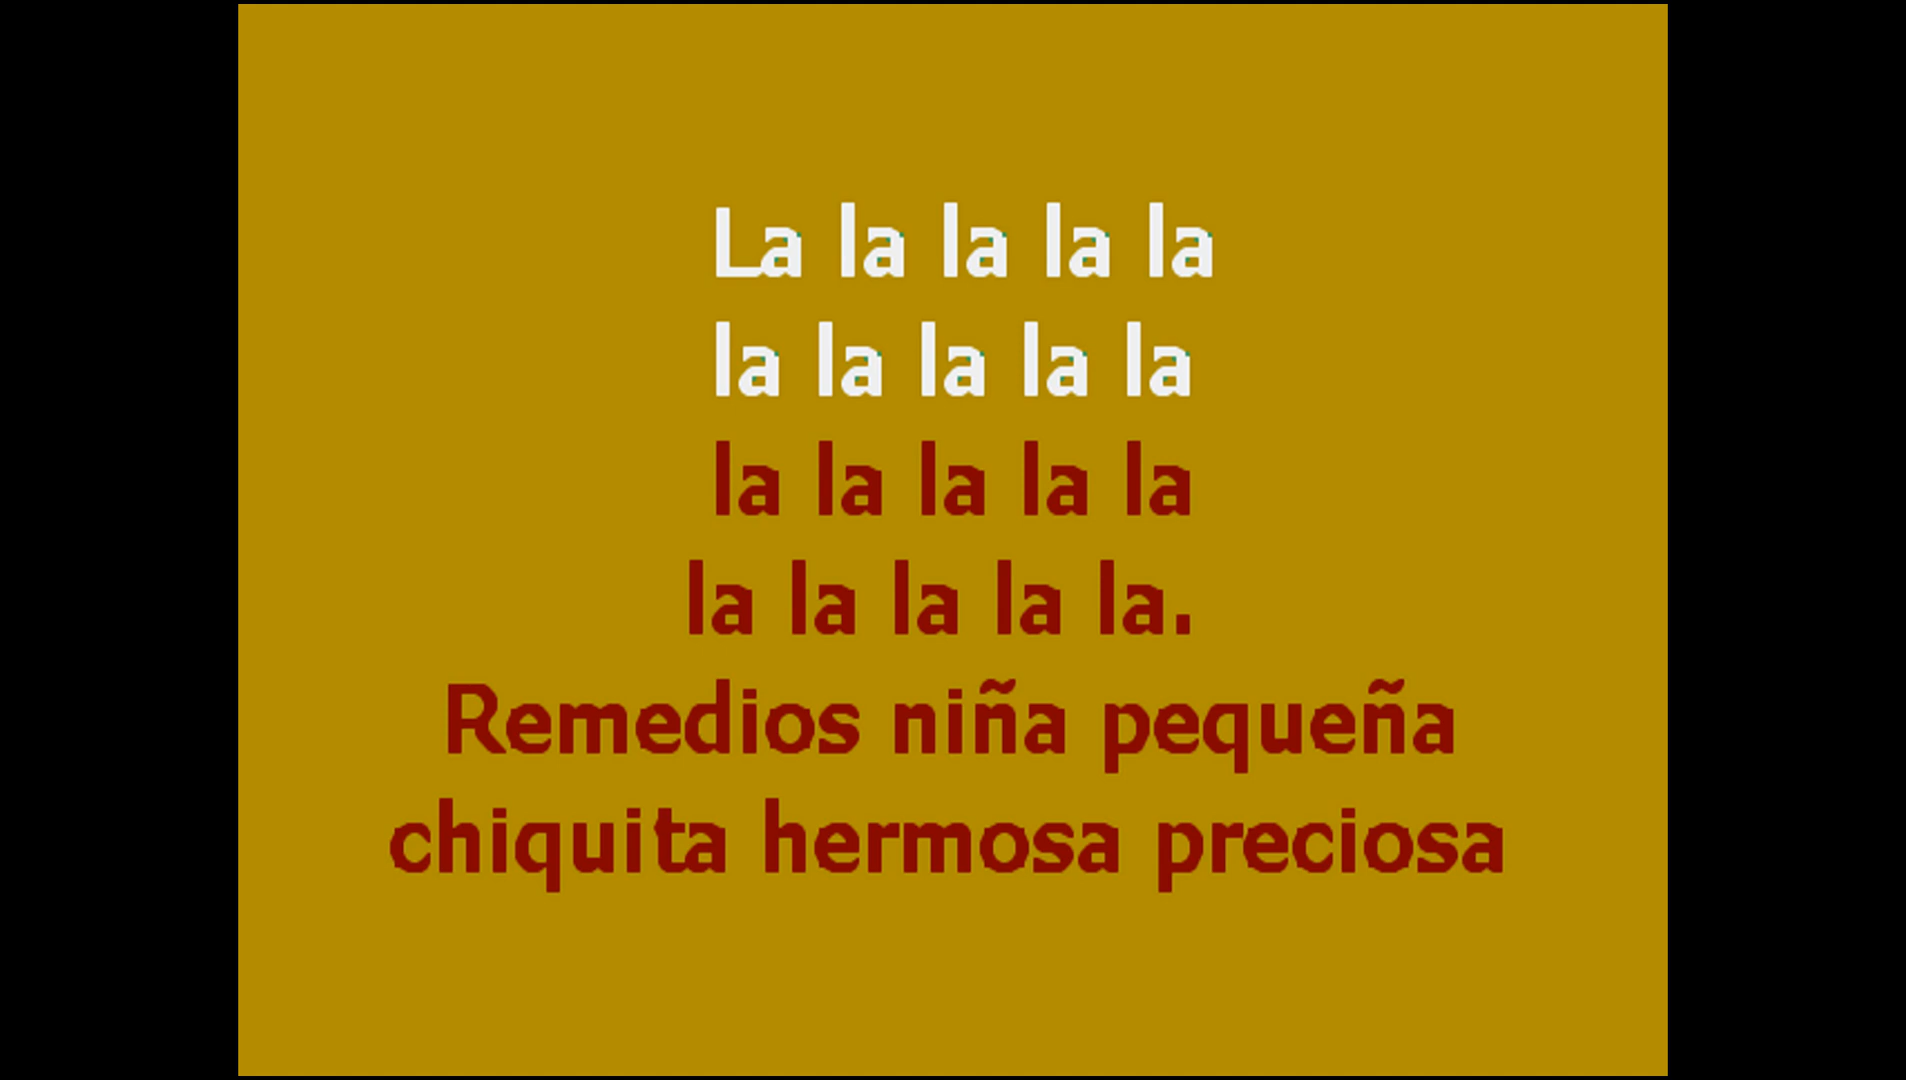 La la la la la
la la la la la
la la la la la
la la la la la.
Remedios niña pequeña
chiquita hermosa preciosa